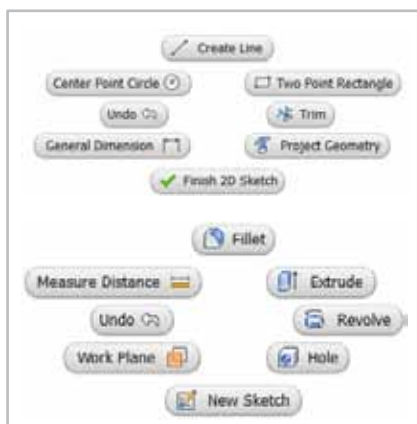 Create Line
Center Point Circle Two Point Rectangle
Undo Trim
General Dimension Project Geometry
Finish 2D Sketch
Fillet
Measure Distance Extrude
Undo Revolve
Work Plane Hole
New Sketch